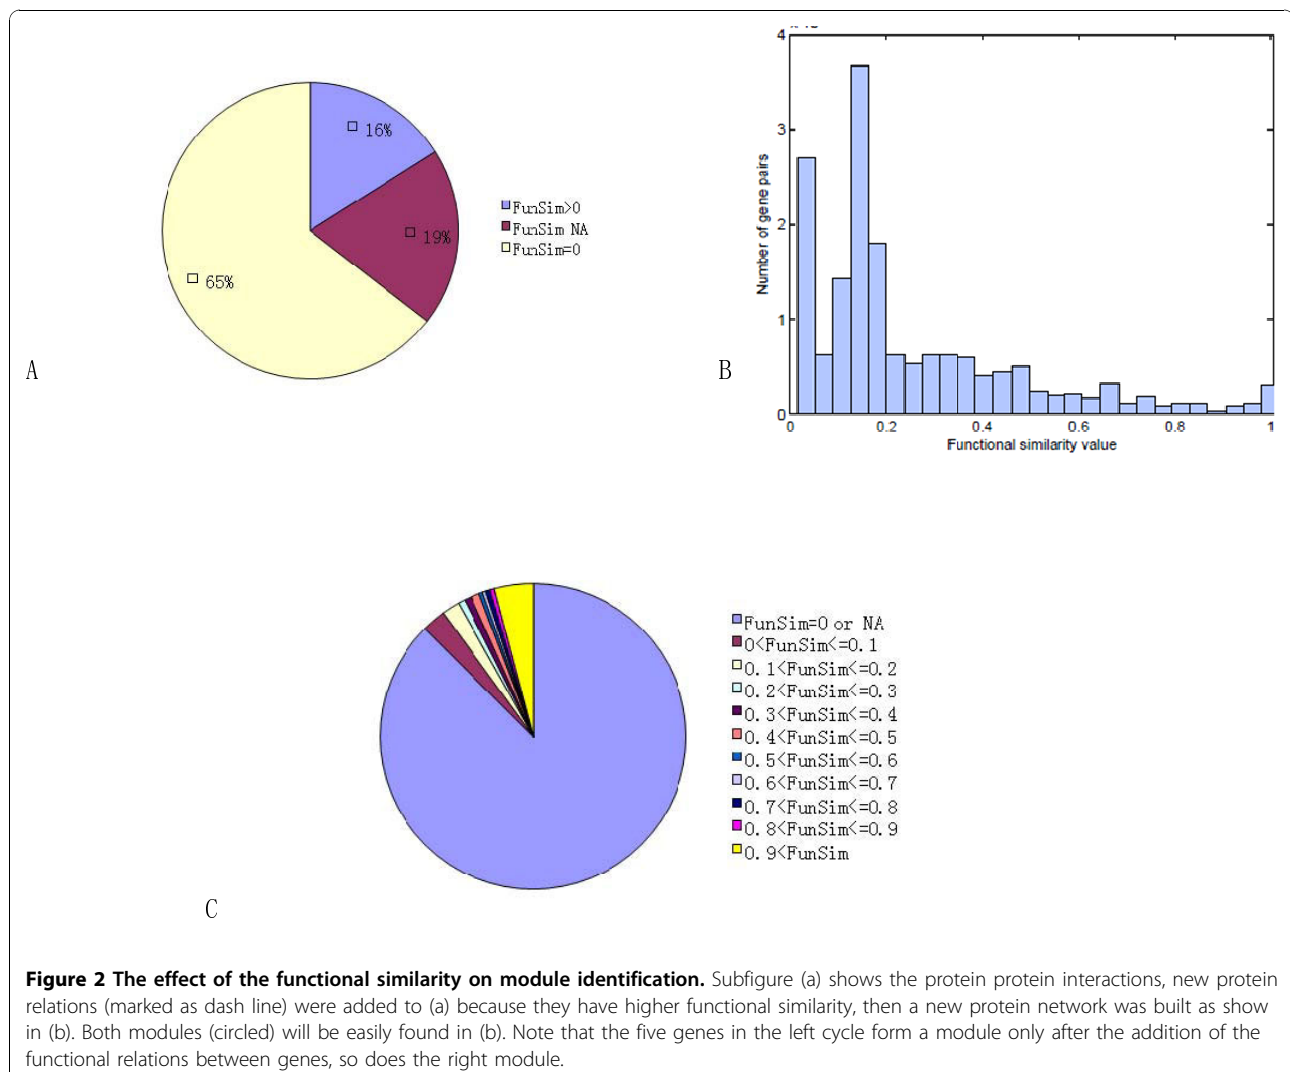 16%
19%
65%
FunSim>0
FunSim NA
FunSim=0
A
4
3
2
1
0
Number of gene pairs
0 0.2 0.4 0.6 0.8 1
Functional similarity value
B
FunSim=0 or NA
0<FunSim<=0.1
0.1<FunSim<=0.2
0.2<FunSim<=0.3
0.3<FunSim<=0.4
0.4<FunSim<=0.5
0.5<FunSim<=0.6
0.6<FunSim<=0.7
0.7<FunSim<=0.8
0.8<FunSim<=0.9
0.9<FunSim
C
Figure 2 The effect of the functional similarity on module identification. Subfigure (a) shows the protein protein interactions, new protein
relations (marked as dash line) were added to (a) because they have higher functional similarity, then a new protein network was built as show
in (b). Both modules (circled) will be easily found in (b). Note that the five genes in the left cycle form a module only after the addition of the
functional relations between genes, so does the right module.